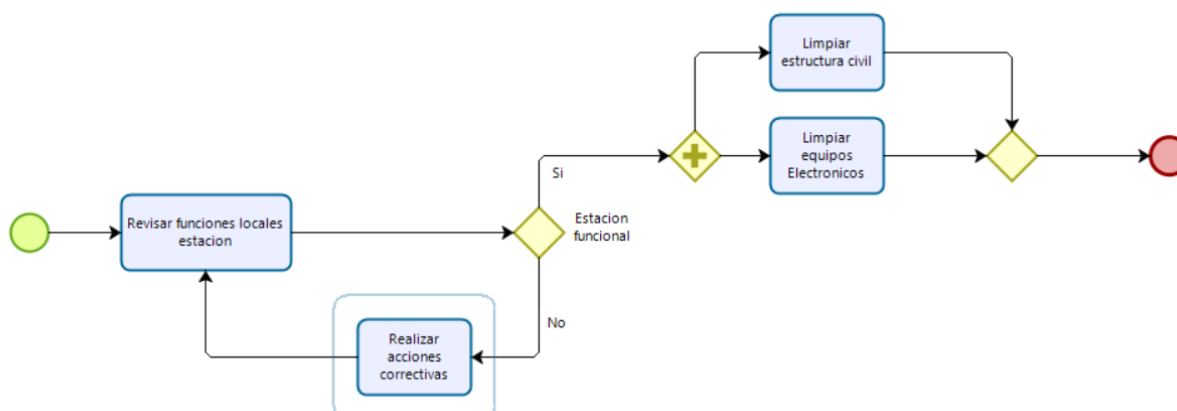 Revisar funciones locales
estacion
Estacion
funcional
Si
No
Realizar
acciones
correctivas
Limpiar
estructura civil
Limpiar
equipos
Electronicos